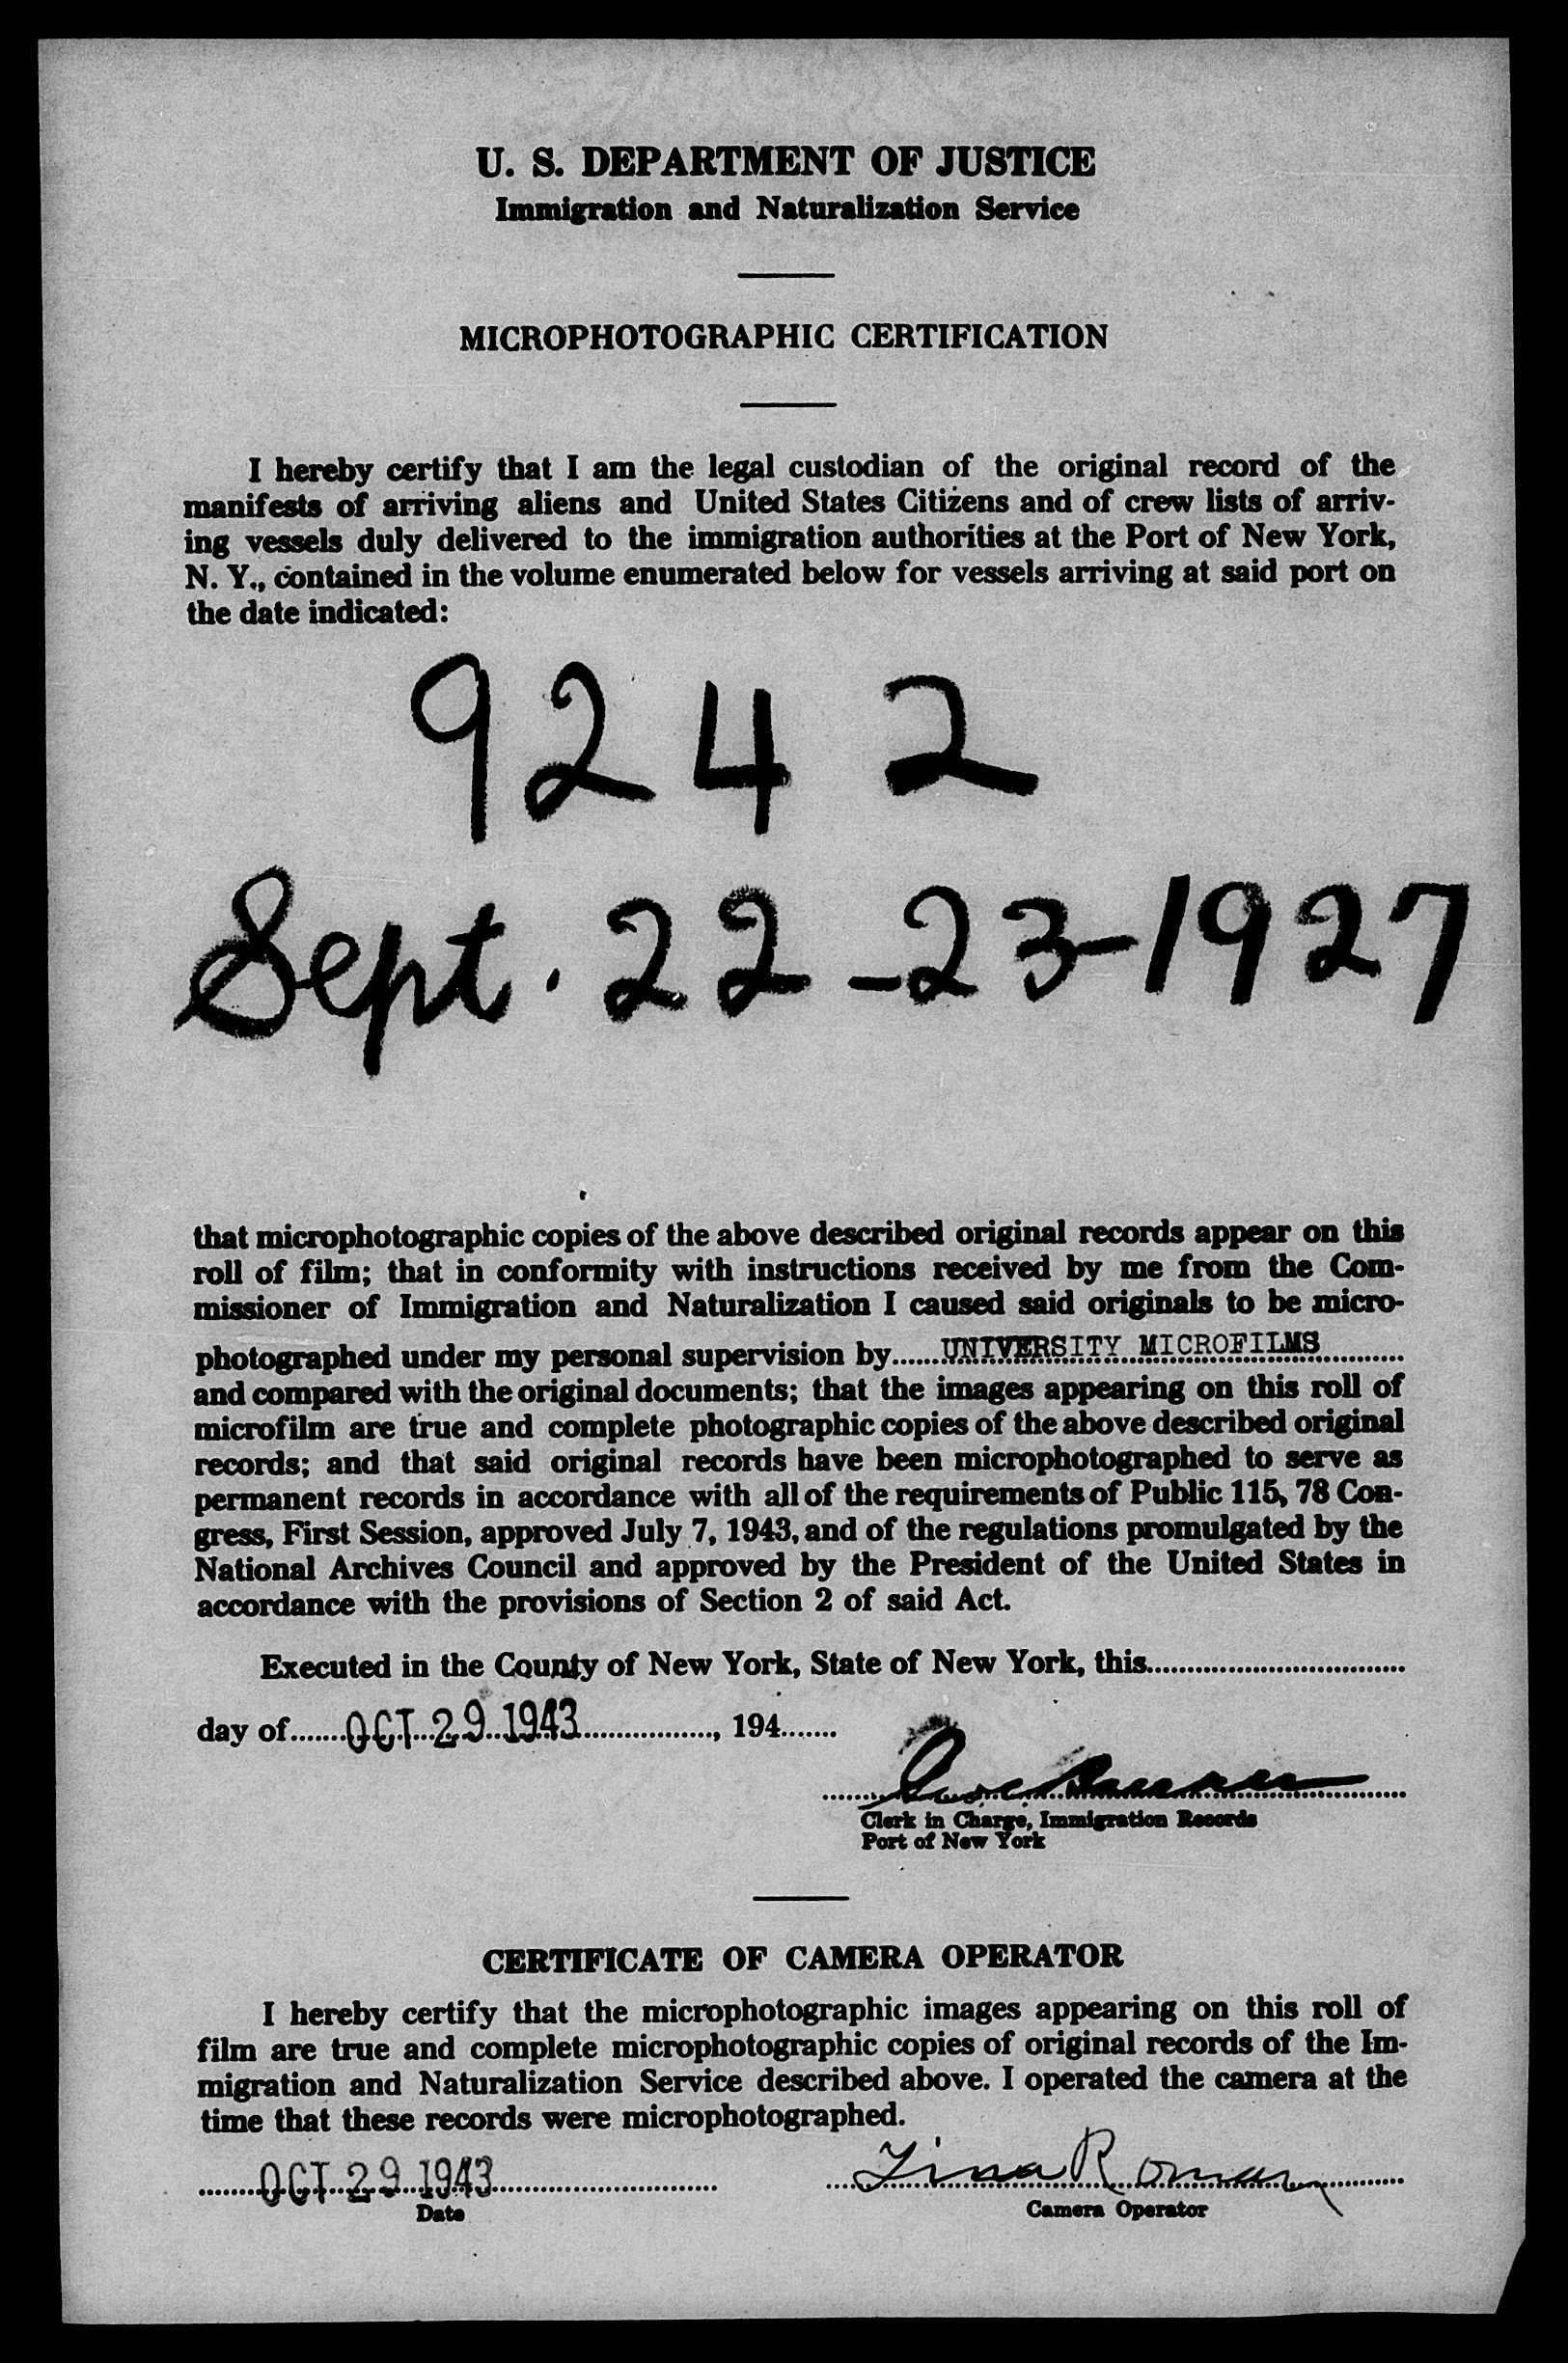 U. S. DEPARTMENT OF JUSTICE
Immigration and Naturalization Service
MICROPHOTOGRAPHIC CERTIFICATION
I hereby certify that I am the legal custodian of the original record of the
manifests of arriving aliens and United States Citizens and of crew lists of arriv-
ing vessels duly delivered to the immigration authorities at the Port of New York,
N. Y., contained in the volume enumerated below for vessels arriving at said port on
the date indicated:
9242
Sept. 22-23-1927
that microphotographic copies of the above described original records appear on this
roll of film; that in conformity with instructions received by me from the Com-
missioner of Immigration and Naturalization I caused said originals to be micro-
photographed under my personal supervision by......UNIVERSITY MICROFILMS............
and compared with the original documents; that the images appearing on this roll of
microfilm are true and complete photographic copies of the above described original
records; and that said original records have been microphotographed to serve as
permanent records in accordance with all of the requirements of Public 115, 78 Con-
gress, First Session, approved July 7, 1943, and of the regulations promulgated by the
National Archives Council and approved by the President of the United States in
accordance with the provisions of Section 2 of said Act.
Executed in the County of New York, State of New York, this.................................
day of.......OCT 29 1943................., 194.......
Clerk in Charge, Immigration Records
Port of New York
CERTIFICATE OF CAMERA OPERATOR
I hereby certify that the microphotographic images appearing on this roll of
film are true and complete microphotographic copies of original records of the Im-
migration and Naturalization Service described above. I operated the camera at the
time that these records were microphotographed.
OCT 29 1943
Date
Camera Operator